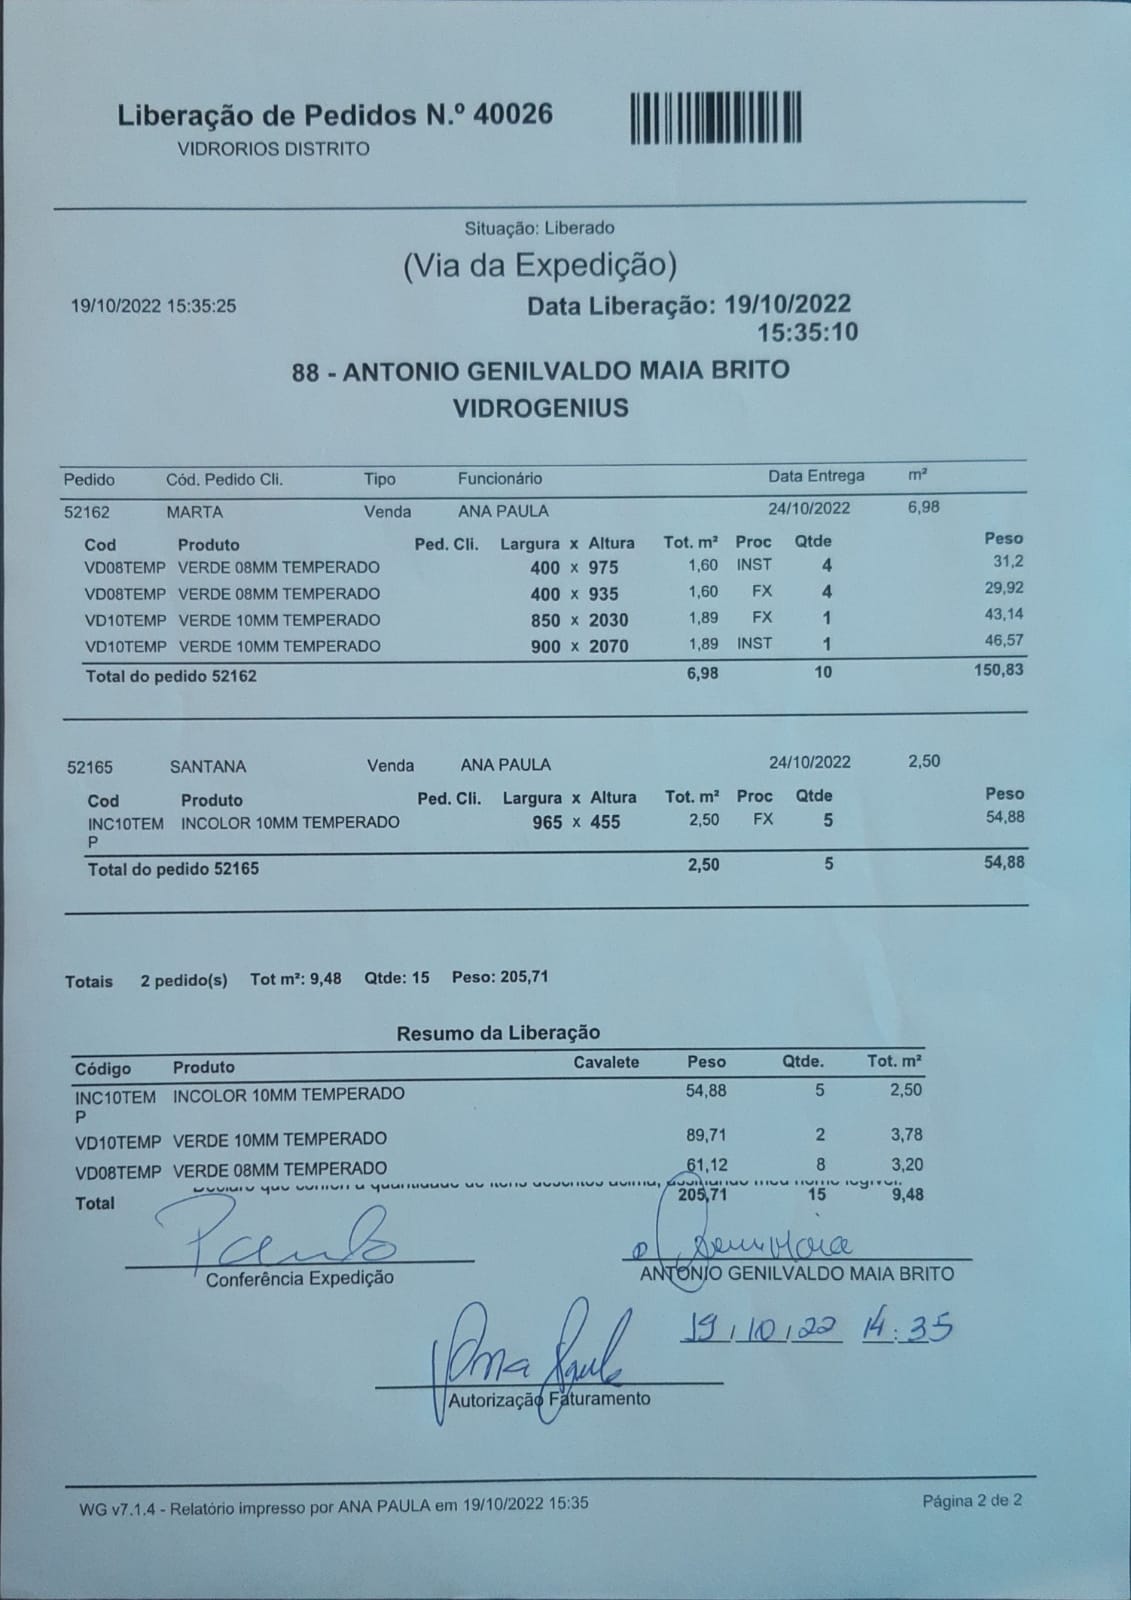 Liberação de Pedidos N.º 40026
VIDRORIOS DISTRITO
Situação: Liberado
(Via da Expedição)
19/10/2022 15:35:25 Data Liberação: 19/10/2022
15:35:10
88 - ANTONIO GENILVALDO MAIA BRITO
VIDROGENIUS
Pedido Cód. Pedido Cli. Tipo Funcionário Data Entrega m²
52162 MARTA Venda ANA PAULA 24/10/2022 6,98
Cod Produto Ped. Cli. Largura x Altura Tot. m² Proc Qtde Peso
VD08TEMP VERDE 08MM TEMPERADO 400 x 975 1,60 INST 4 31,2
VD08TEMP VERDE 08MM TEMPERADO 400 x 935 1,60 FX 4 29,92
VD10TEMP VERDE 10MM TEMPERADO 850 x 2030 1,89 FX 1 43,14
VD10TEMP VERDE 10MM TEMPERADO 900 x 2070 1,89 INST 1 46,57
Total do pedido 52162 6,98 10 150,83
52165 SANTANA Venda ANA PAULA 24/10/2022 2,50
Cod Produto Ped. Cli. Largura x Altura Tot. m² Proc Qtde Peso
INC10TEM INCOLOR 10MM TEMPERADO 965 x 455 2,50 FX 5 54,88
P
Total do pedido 52165 2,50 5 54,88
Totais 2 pedido(s) Tot m²: 9,48 Qtde: 15 Peso: 205,71
Resumo da Liberação
Código Produto Cavalete Peso Qtde. Tot. m²
INC10TEM INCOLOR 10MM TEMPERADO 54,88 5 2,50
P
VD10TEMP VERDE 10MM TEMPERADO 89,71 2 3,78
VD08TEMP VERDE 08MM TEMPERADO 61,12 8 3,20
Total 205,71 15 9,48
Conferência Expedição
ANTONIO GENILVALDO MAIA BRITO
19/10/22 14:35
Ana Paula
Autorização Faturamento
WG v7.1.4 - Relatório impresso por ANA PAULA em 19/10/2022 15:35 Página 2 de 2